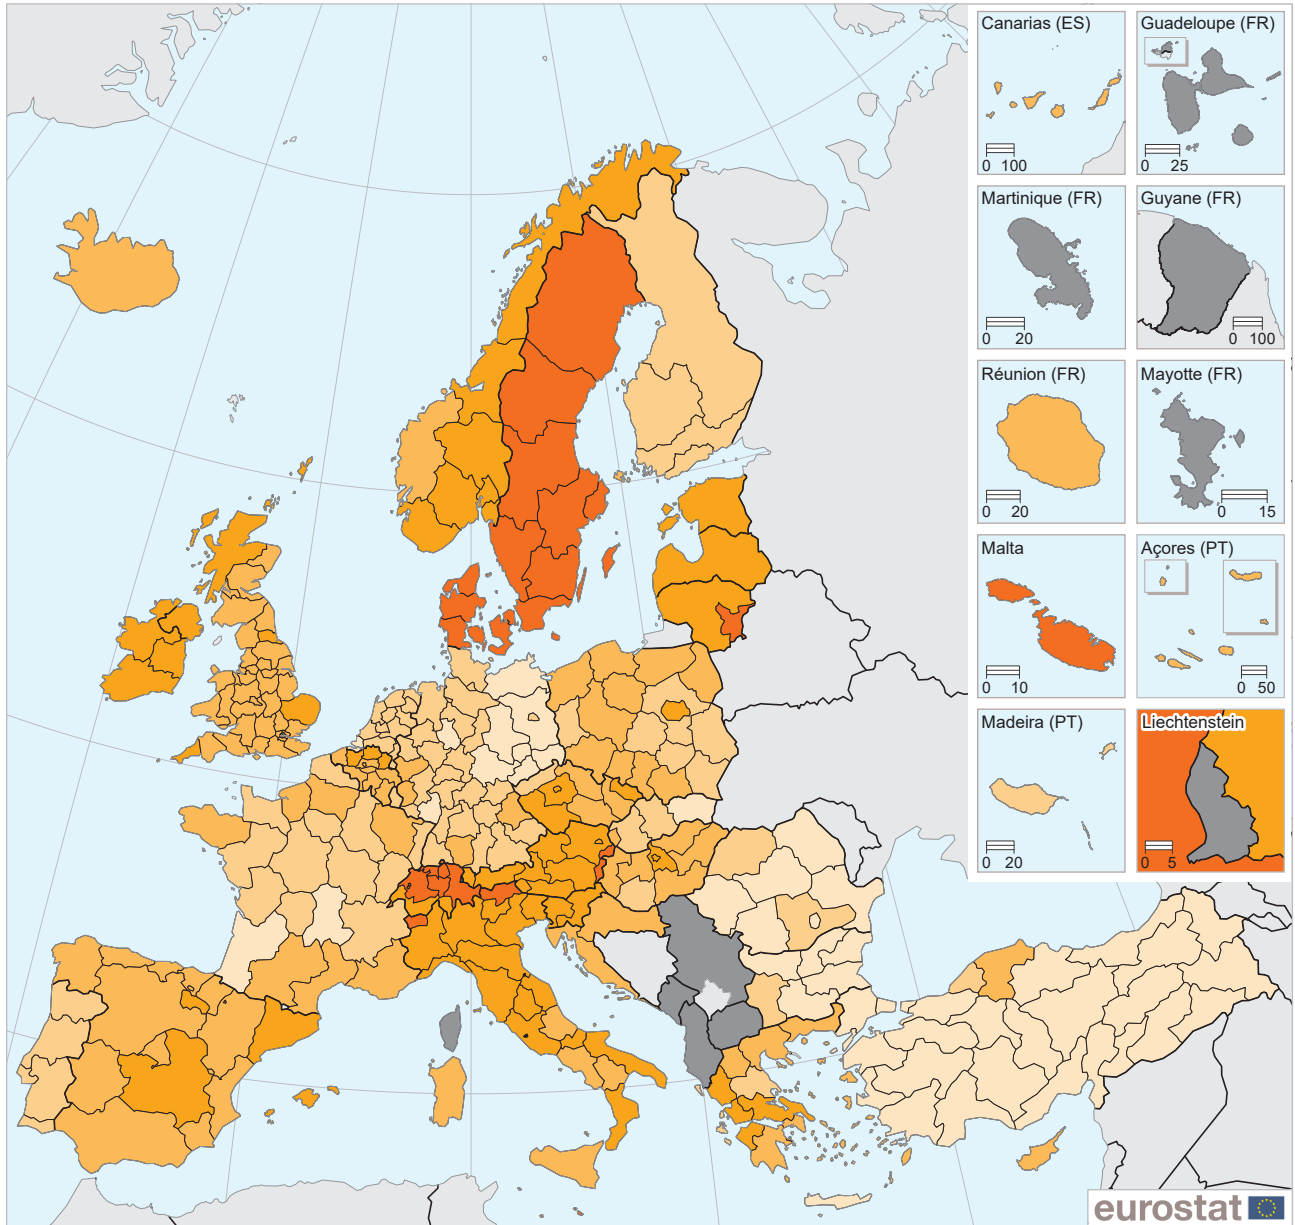 Canarias (ES)
0 100
Guadeloupe (FR)
0 25
Martinique (FR)
0 20
Guyane (FR)
0 100
Réunion (FR)
0 20
Mayotte (FR)
0 15
Malta
0 10
Açores (PT)
0 50
Madeira (PT)
0 20
Liechtenstein
0 5
eurostat